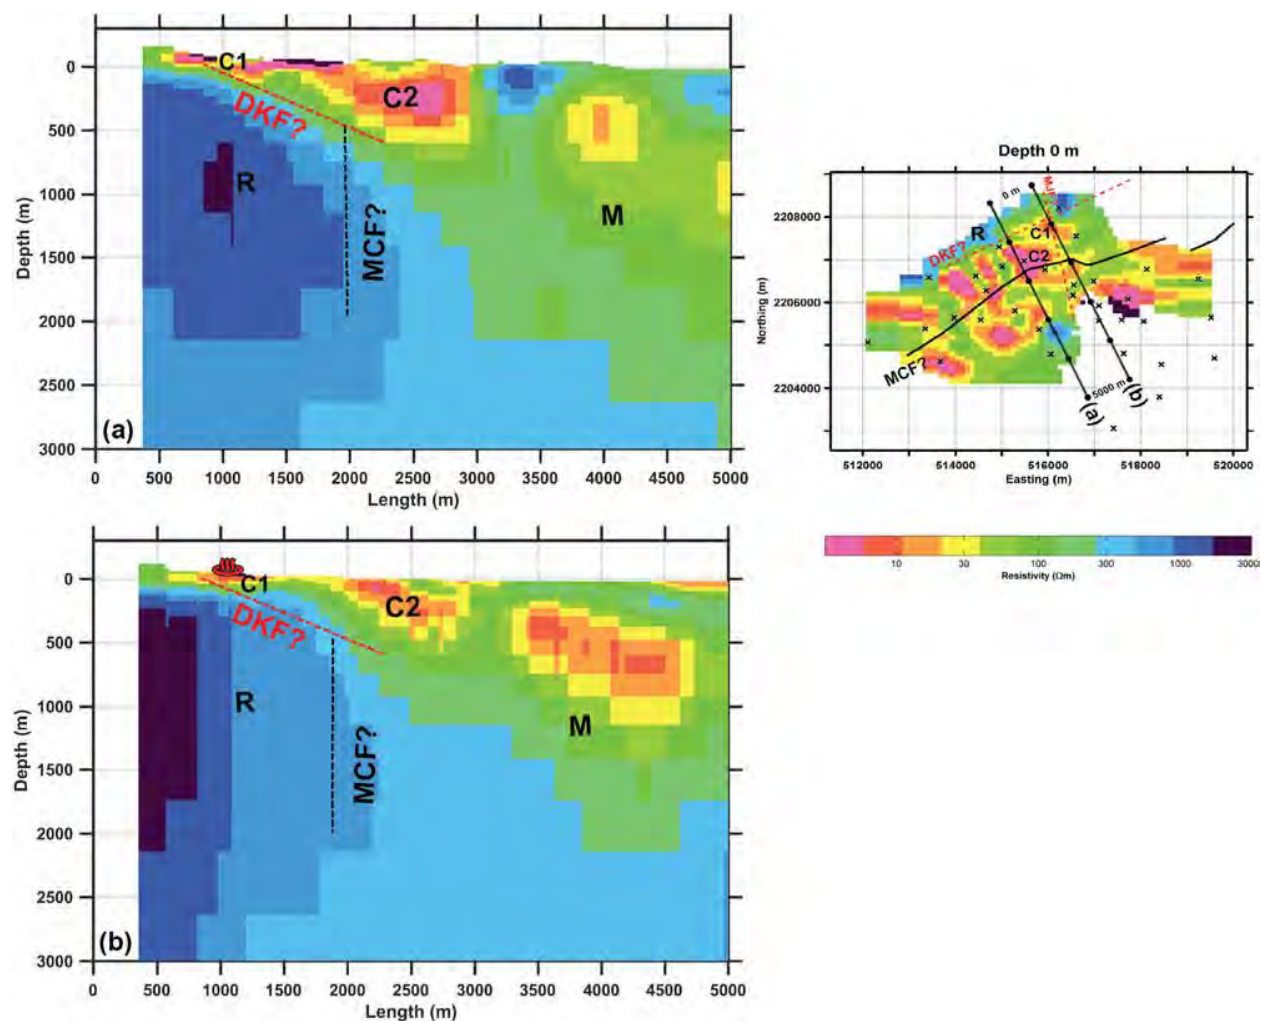 0
500
1000
1500
2000
2500
3000
Depth (m)
C1
C2
DKF?
R
MCF?
M
(a)
0 500 1000 1500 2000 2500 3000 3500 4000 4500 5000
Length (m)
Depth 0 m
2208000
2206000
2204000
Northing (m)
0 m
R
C1
C2
DKF?
MCF?
5000 m
(a)
(b)
512000 514000 516000 518000 520000
Easting (m)
10 30 100 300 1000 3000
Resistivity (Ωm)
0
500
1000
1500
2000
2500
3000
Depth (m)
C1
C2
DKF?
R
MCF?
M
(b)
0 500 1000 1500 2000 2500 3000 3500 4000 4500 5000
Length (m)